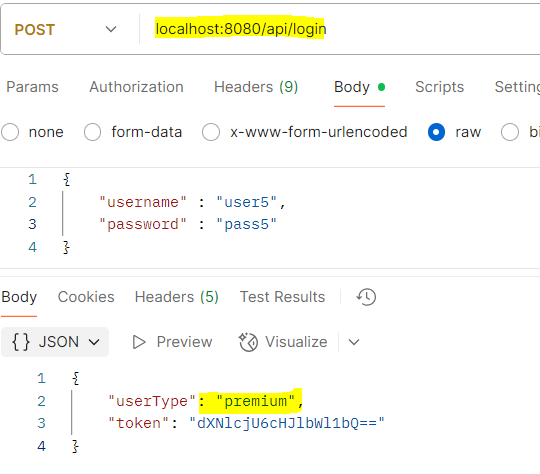 POST localhost:8080/api/login
Params Authorization Headers (9) Body Scripts Setting
none form-data x-www-form-urlencoded raw bi
1 {
2 "username" : "user5",
3 "password" : "pass5"
4 }
Body Cookies Headers (5) Test Results
{} JSON Preview Visualize
1 {
2 "userType": "premium",
3 "token": "dXNlcjU6cHJlbWl1bQ=="
4 }